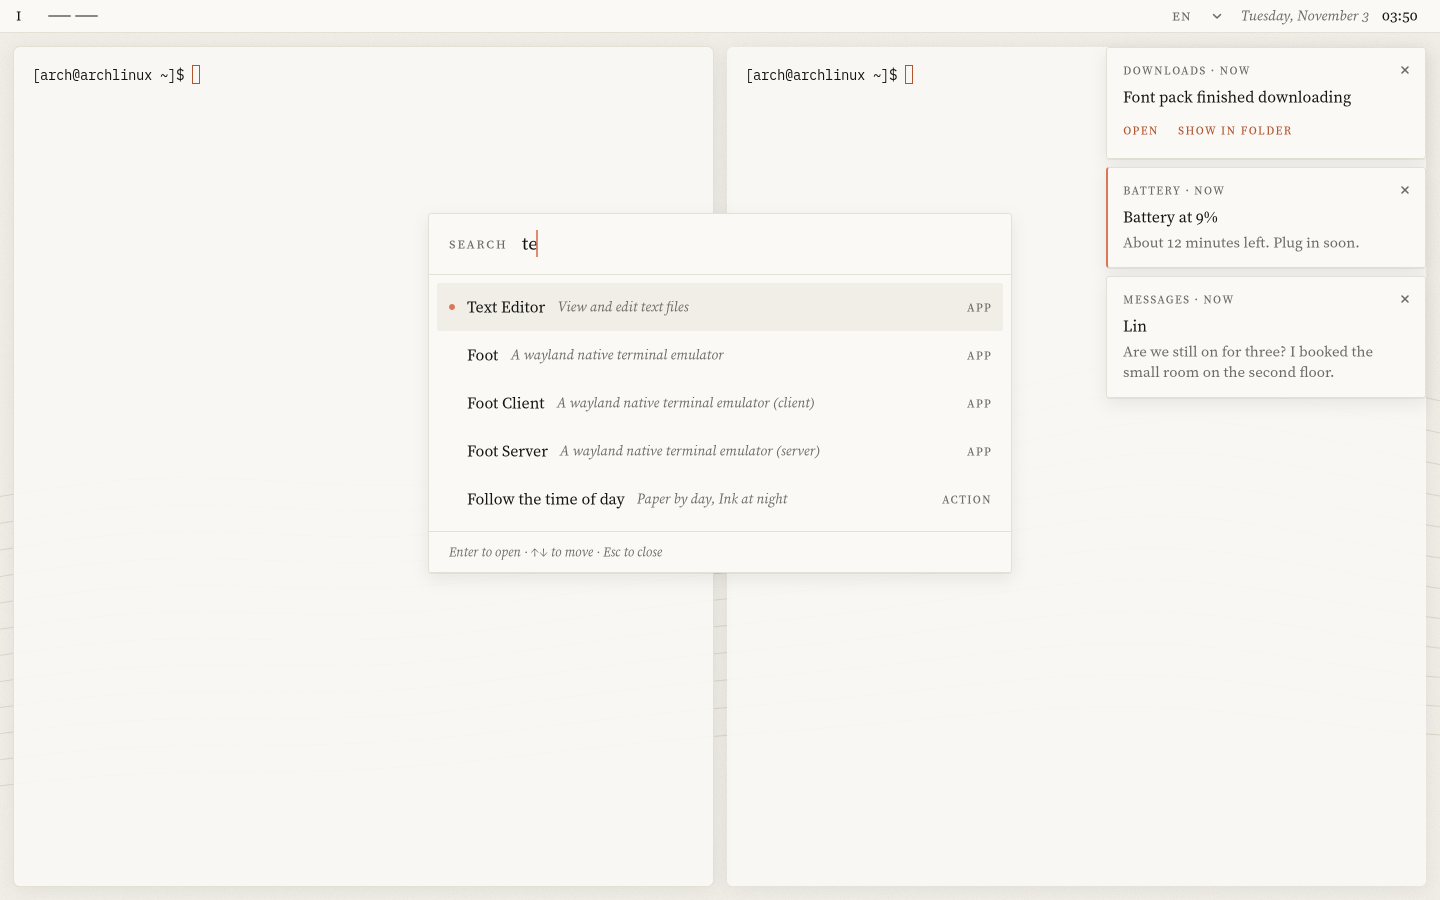 I
EN
Tuesday, November 3 03:50
[arch@archlinux ~]$
[arch@archlinux ~]$
DOWNLOADS · NOW
Font pack finished downloading
OPEN SHOW IN FOLDER
BATTERY · NOW
Battery at 9%
About 12 minutes left. Plug in soon.
MESSAGES · NOW
Lin
Are we still on for three? I booked the
small room on the second floor.
SEARCH te
Text Editor View and edit text files APP
Foot A wayland native terminal emulator APP
Foot Client A wayland native terminal emulator (client) APP
Foot Server A wayland native terminal emulator (server) APP
Follow the time of day Paper by day, Ink at night ACTION
Enter to open · ↑↓ to move · Esc to close